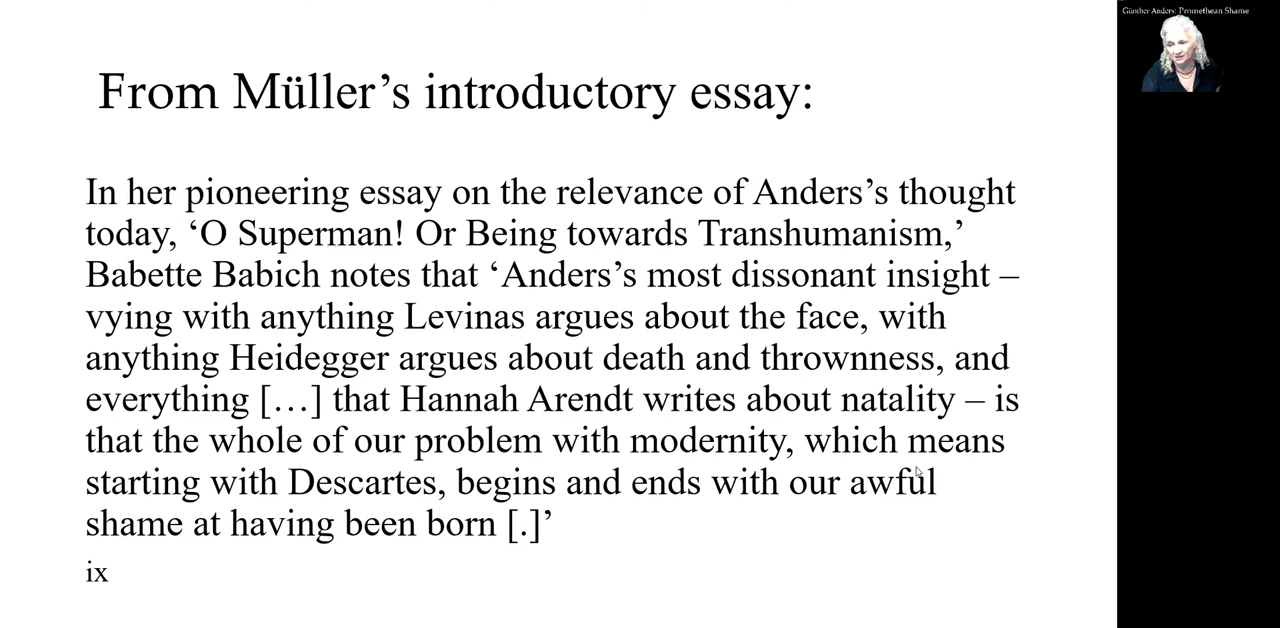 From Müller’s introductory essay:
In her pioneering essay on the relevance of Anders’s thought
today, ‘O Superman! Or Being towards Transhumanism,’
Babette Babich notes that ‘Anders’s most dissonant insight –
vying with anything Levinas argues about the face, with
anything Heidegger argues about death and thrownness, and
everything […] that Hannah Arendt writes about natality – is
that the whole of our problem with modernity, which means
starting with Descartes, begins and ends with our awful
shame at having been born [.]’
ix
Günther Anders: Promethean Shame